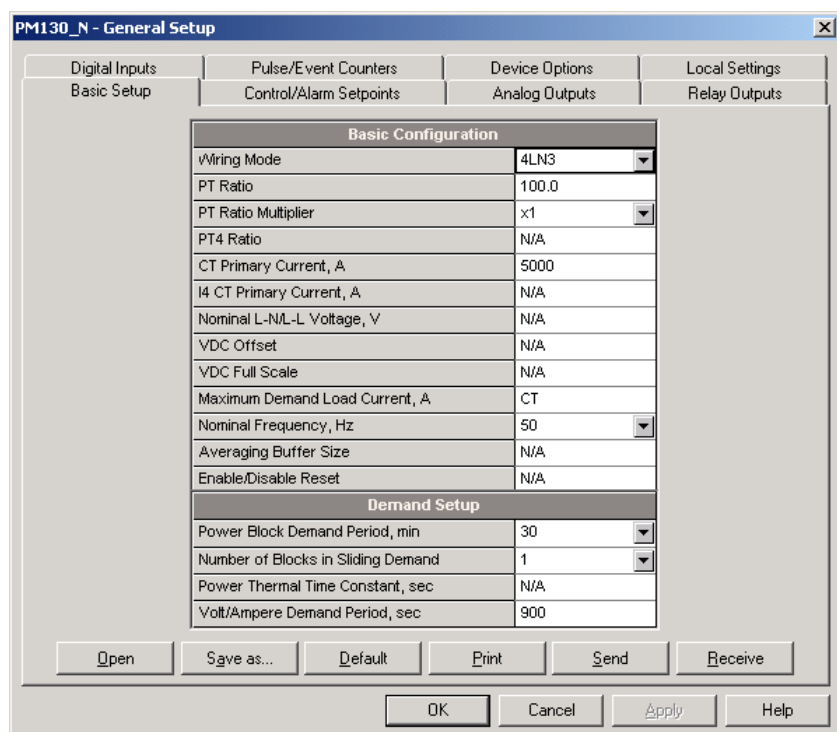 PM130_N - General Setup
Digital Inputs Pulse/Event Counters Device Options Local Settings
Basic Setup Control/Alarm Setpoints Analog Outputs Relay Outputs
Basic Configuration
Wiring Mode 4LN3
PT Ratio 100.0
PT Ratio Multiplier x1
PT4 Ratio N/A
CT Primary Current, A 5000
I4 CT Primary Current, A N/A
Nominal L-N/L-L Voltage, V N/A
VDC Offset N/A
VDC Full Scale N/A
Maximum Demand Load Current, A CT
Nominal Frequency, Hz 50
Averaging Buffer Size N/A
Enable/Disable Reset N/A
Demand Setup
Power Block Demand Period, min 30
Number of Blocks in Sliding Demand 1
Power Thermal Time Constant, sec N/A
Volt/Ampere Demand Period, sec 900
Open Save as... Default Print Send Receive
OK Cancel Apply Help